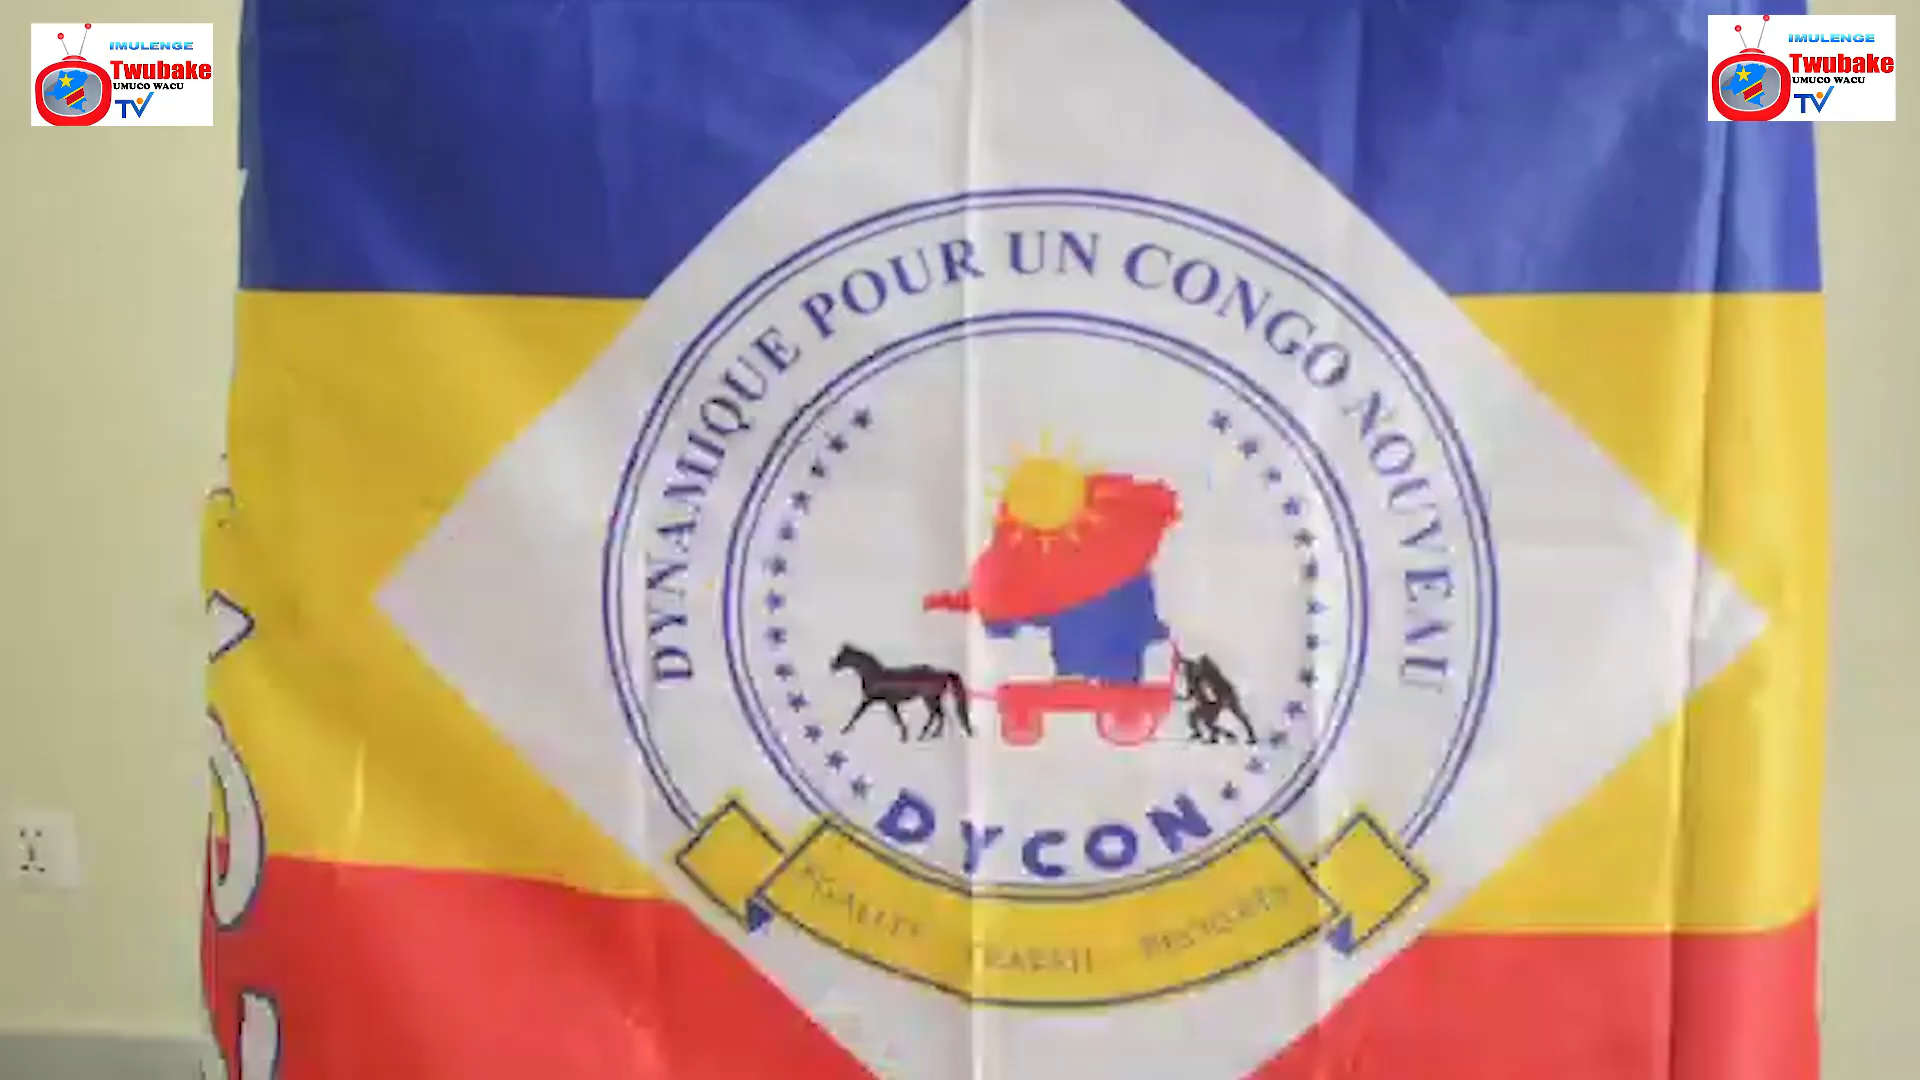 IMULENGE
Twubake
UMUCO WACU
TV
IMULENGE
Twubake
UMUCO WACU
TV
DYNAMIQUE POUR UN CONGO NOUVEAU
DYCON
TRAVAIL